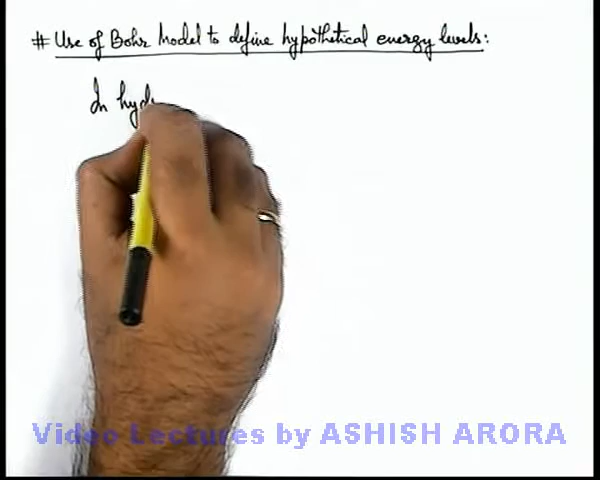 # Use of Bohr Model to define hypothetical energy levels:
In hyd
Video Lectures by ASHISH ARORA